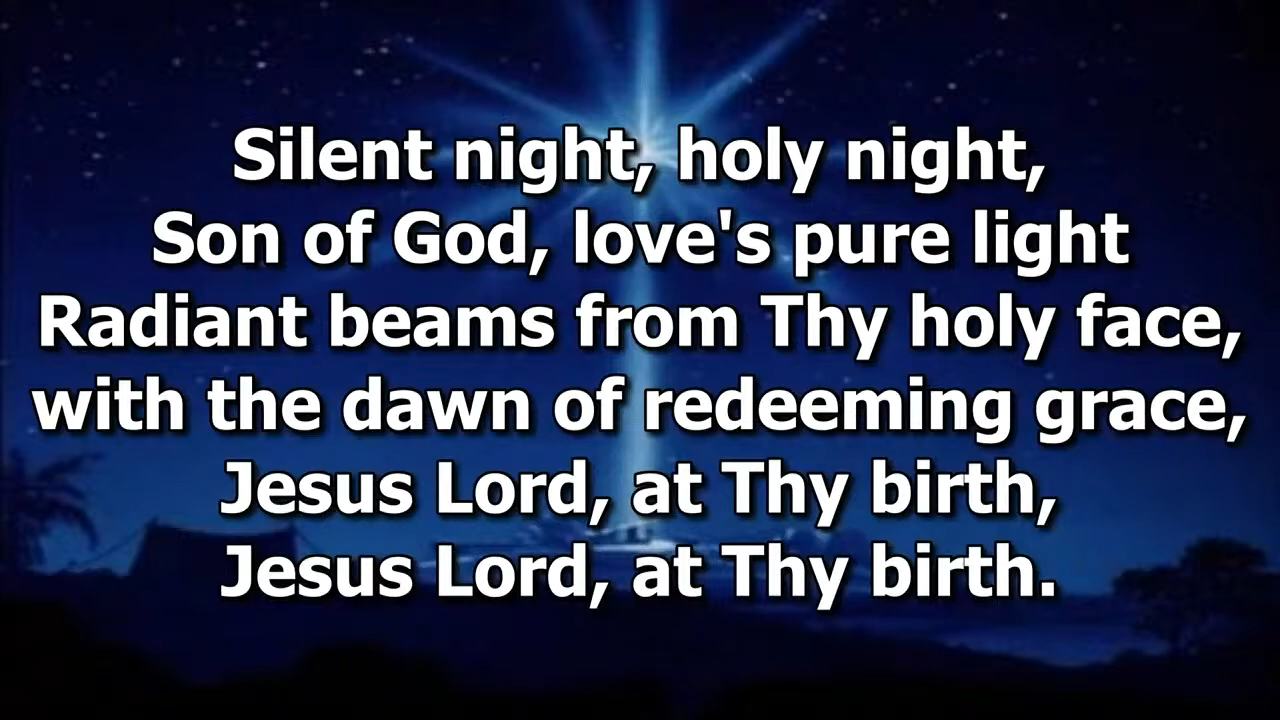 Silent night, holy night,
Son of God, love's pure light
Radiant beams from Thy holy face,
with the dawn of redeeming grace,
Jesus Lord, at Thy birth,
Jesus Lord, at Thy birth.